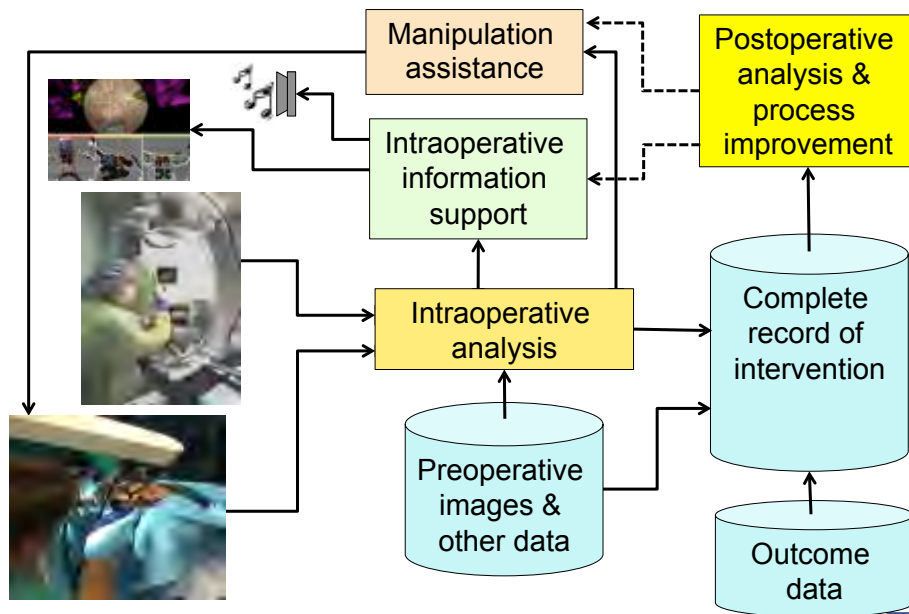 Manipulation
assistance
Postoperative
analysis &
process
improvement
Intraoperative
information
support
Intraoperative
analysis
Complete
record of
intervention
Preoperative
images &
other data
Outcome
data